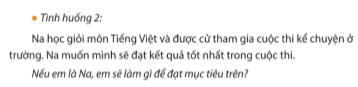 Tình huống 2:
Na học giỏi môn Tiếng Việt và được cử tham gia cuộc thi kể chuyện ở
trường. Na muốn mình sẽ đạt kết quả tốt nhất trong cuộc thi.
Nếu em là Na, em sẽ làm gì để đạt mục tiêu trên?